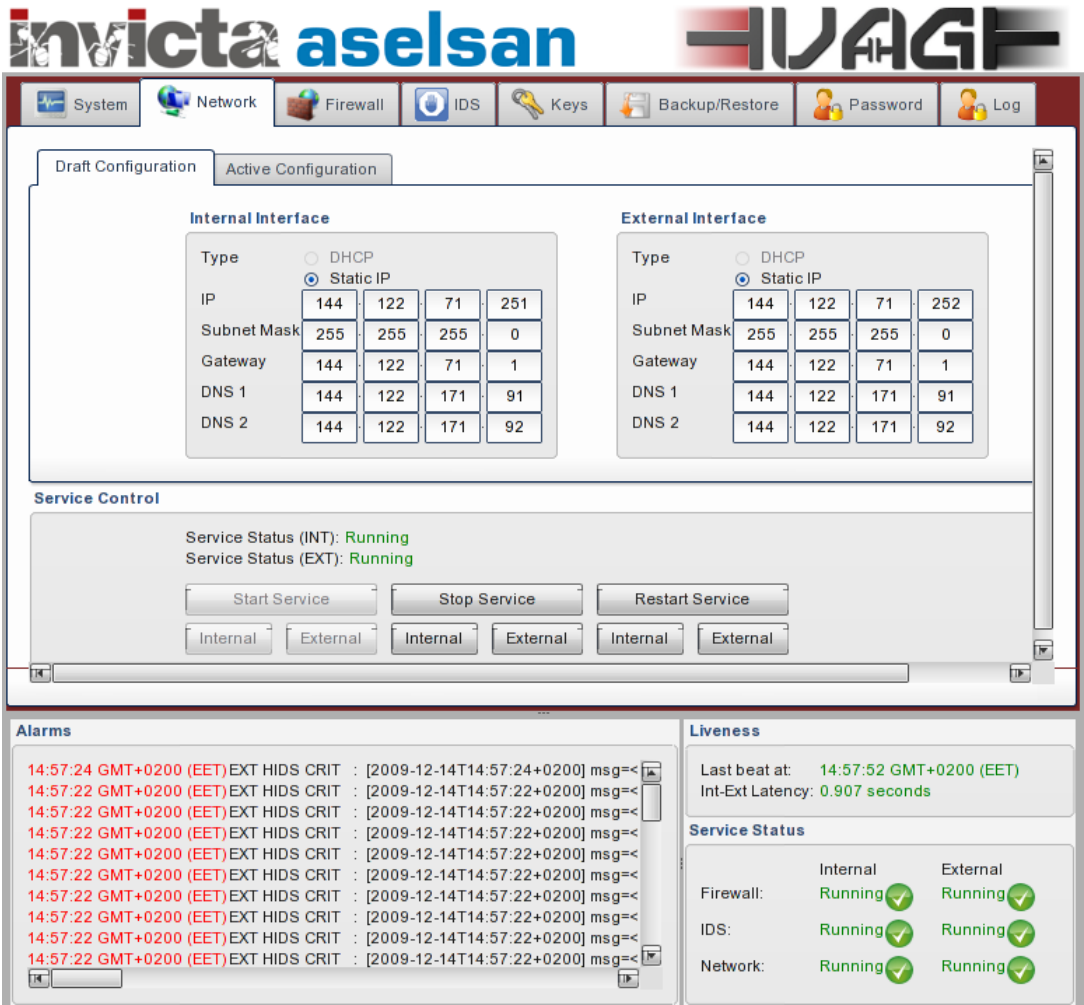 invicta aselsan HVAGF
System Network Firewall IDS Keys Backup/Restore Password Log
Draft Configuration Active Configuration
Internal Interface
Type DHCP
Static IP
IP 144 . 122 . 71 . 251
Subnet Mask 255 . 255 . 255 . 0
Gateway 144 . 122 . 71 . 1
DNS 1 144 . 122 . 171 . 91
DNS 2 144 . 122 . 171 . 92
External Interface
Type DHCP
Static IP
IP 144 . 122 . 71 . 252
Subnet Mask 255 . 255 . 255 . 0
Gateway 144 . 122 . 71 . 1
DNS 1 144 . 122 . 171 . 91
DNS 2 144 . 122 . 171 . 92
Service Control
Service Status (INT): Running
Service Status (EXT): Running
Start Service Stop Service Restart Service
Internal External Internal External Internal External
Alarms
14:57:24 GMT+0200 (EET) EXT HIDS CRIT : [2009-12-14T14:57:24+0200] msg=<
14:57:22 GMT+0200 (EET) EXT HIDS CRIT : [2009-12-14T14:57:22+0200] msg=<
14:57:22 GMT+0200 (EET) EXT HIDS CRIT : [2009-12-14T14:57:22+0200] msg=<
14:57:22 GMT+0200 (EET) EXT HIDS CRIT : [2009-12-14T14:57:22+0200] msg=<
14:57:22 GMT+0200 (EET) EXT HIDS CRIT : [2009-12-14T14:57:22+0200] msg=<
14:57:22 GMT+0200 (EET) EXT HIDS CRIT : [2009-12-14T14:57:22+0200] msg=<
14:57:22 GMT+0200 (EET) EXT HIDS CRIT : [2009-12-14T14:57:22+0200] msg=<
14:57:22 GMT+0200 (EET) EXT HIDS CRIT : [2009-12-14T14:57:22+0200] msg=<
14:57:22 GMT+0200 (EET) EXT HIDS CRIT : [2009-12-14T14:57:22+0200] msg=<
14:57:22 GMT+0200 (EET) EXT HIDS CRIT : [2009-12-14T14:57:22+0200] msg=<
Liveness
Last beat at: 14:57:52 GMT+0200 (EET)
Int-Ext Latency: 0.907 seconds
Service Status
Internal External
Firewall: Running Running
IDS: Running Running
Network: Running Running